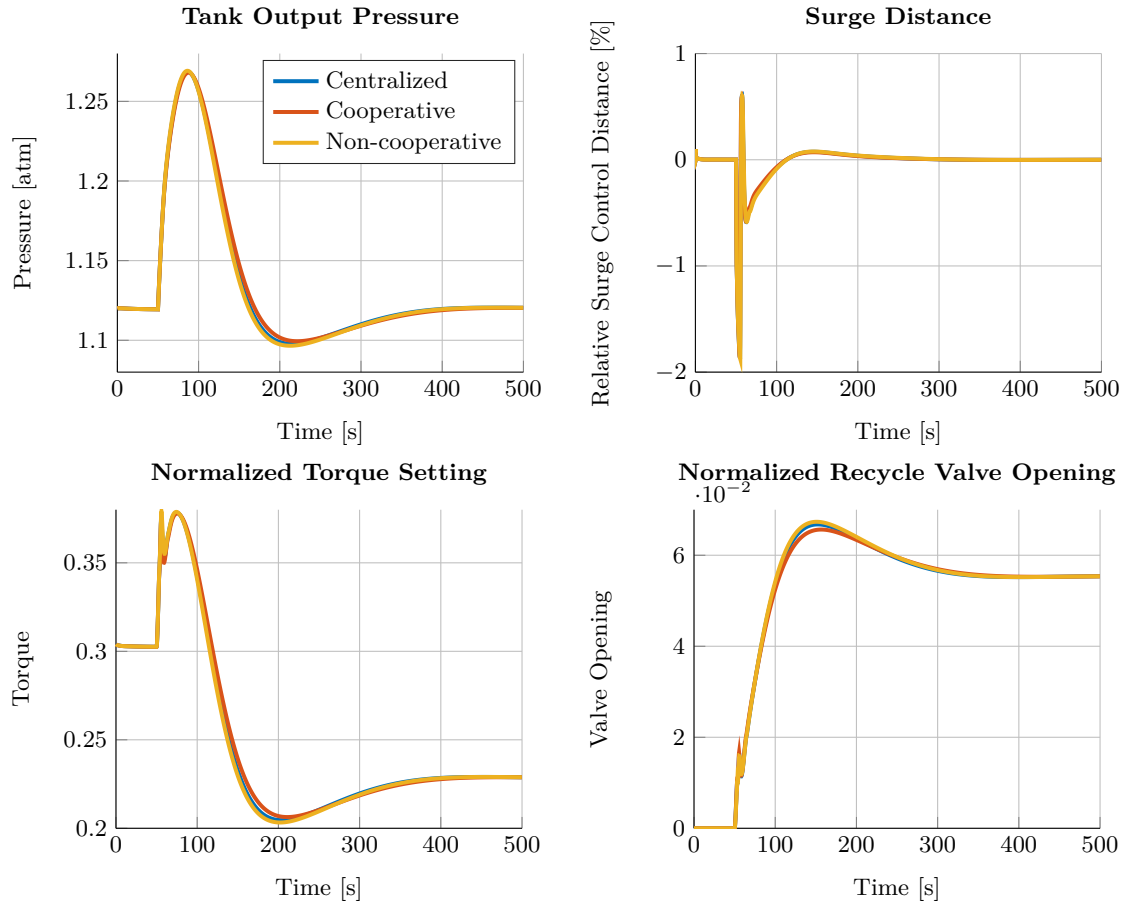 Tank Output Pressure
Pressure [atm]
1.25
1.2
1.15
1.1
0 100 200 300 400 500
Time [s]
Centralized
Cooperative
Non-cooperative
Surge Distance
Relative Surge Control Distance [%]
1
0
−1
−2
0 100 200 300 400 500
Time [s]
Normalized Torque Setting
Torque
0.35
0.3
0.25
0.2
0 100 200 300 400 500
Time [s]
Normalized Recycle Valve Opening
·10−2
Valve Opening
6
4
2
0
0 100 200 300 400 500
Time [s]